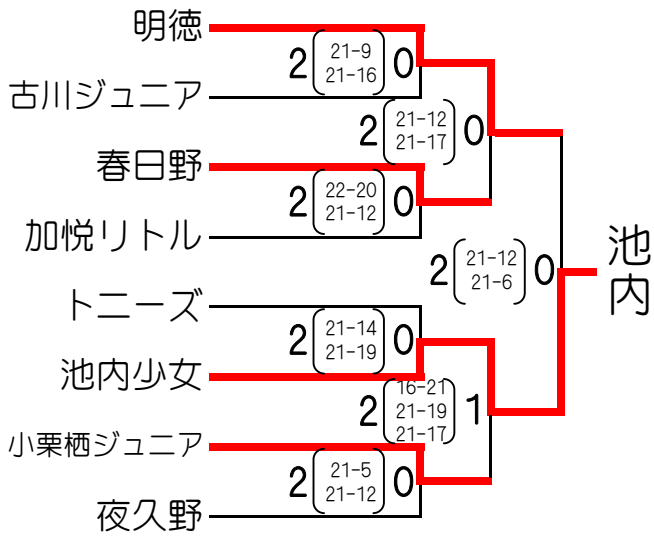 明徳
2 21-9 0
21-16
古川ジュニア
2 21-12 0
21-17
春日野
2 22-20 0
21-12
加悦リトル
2 21-12 0
21-6
池内
トニーズ
2 21-14 0
21-19
池内少女
2 16-21 1
21-19
21-17
小栗栖ジュニア
2 21-5 0
21-12
夜久野